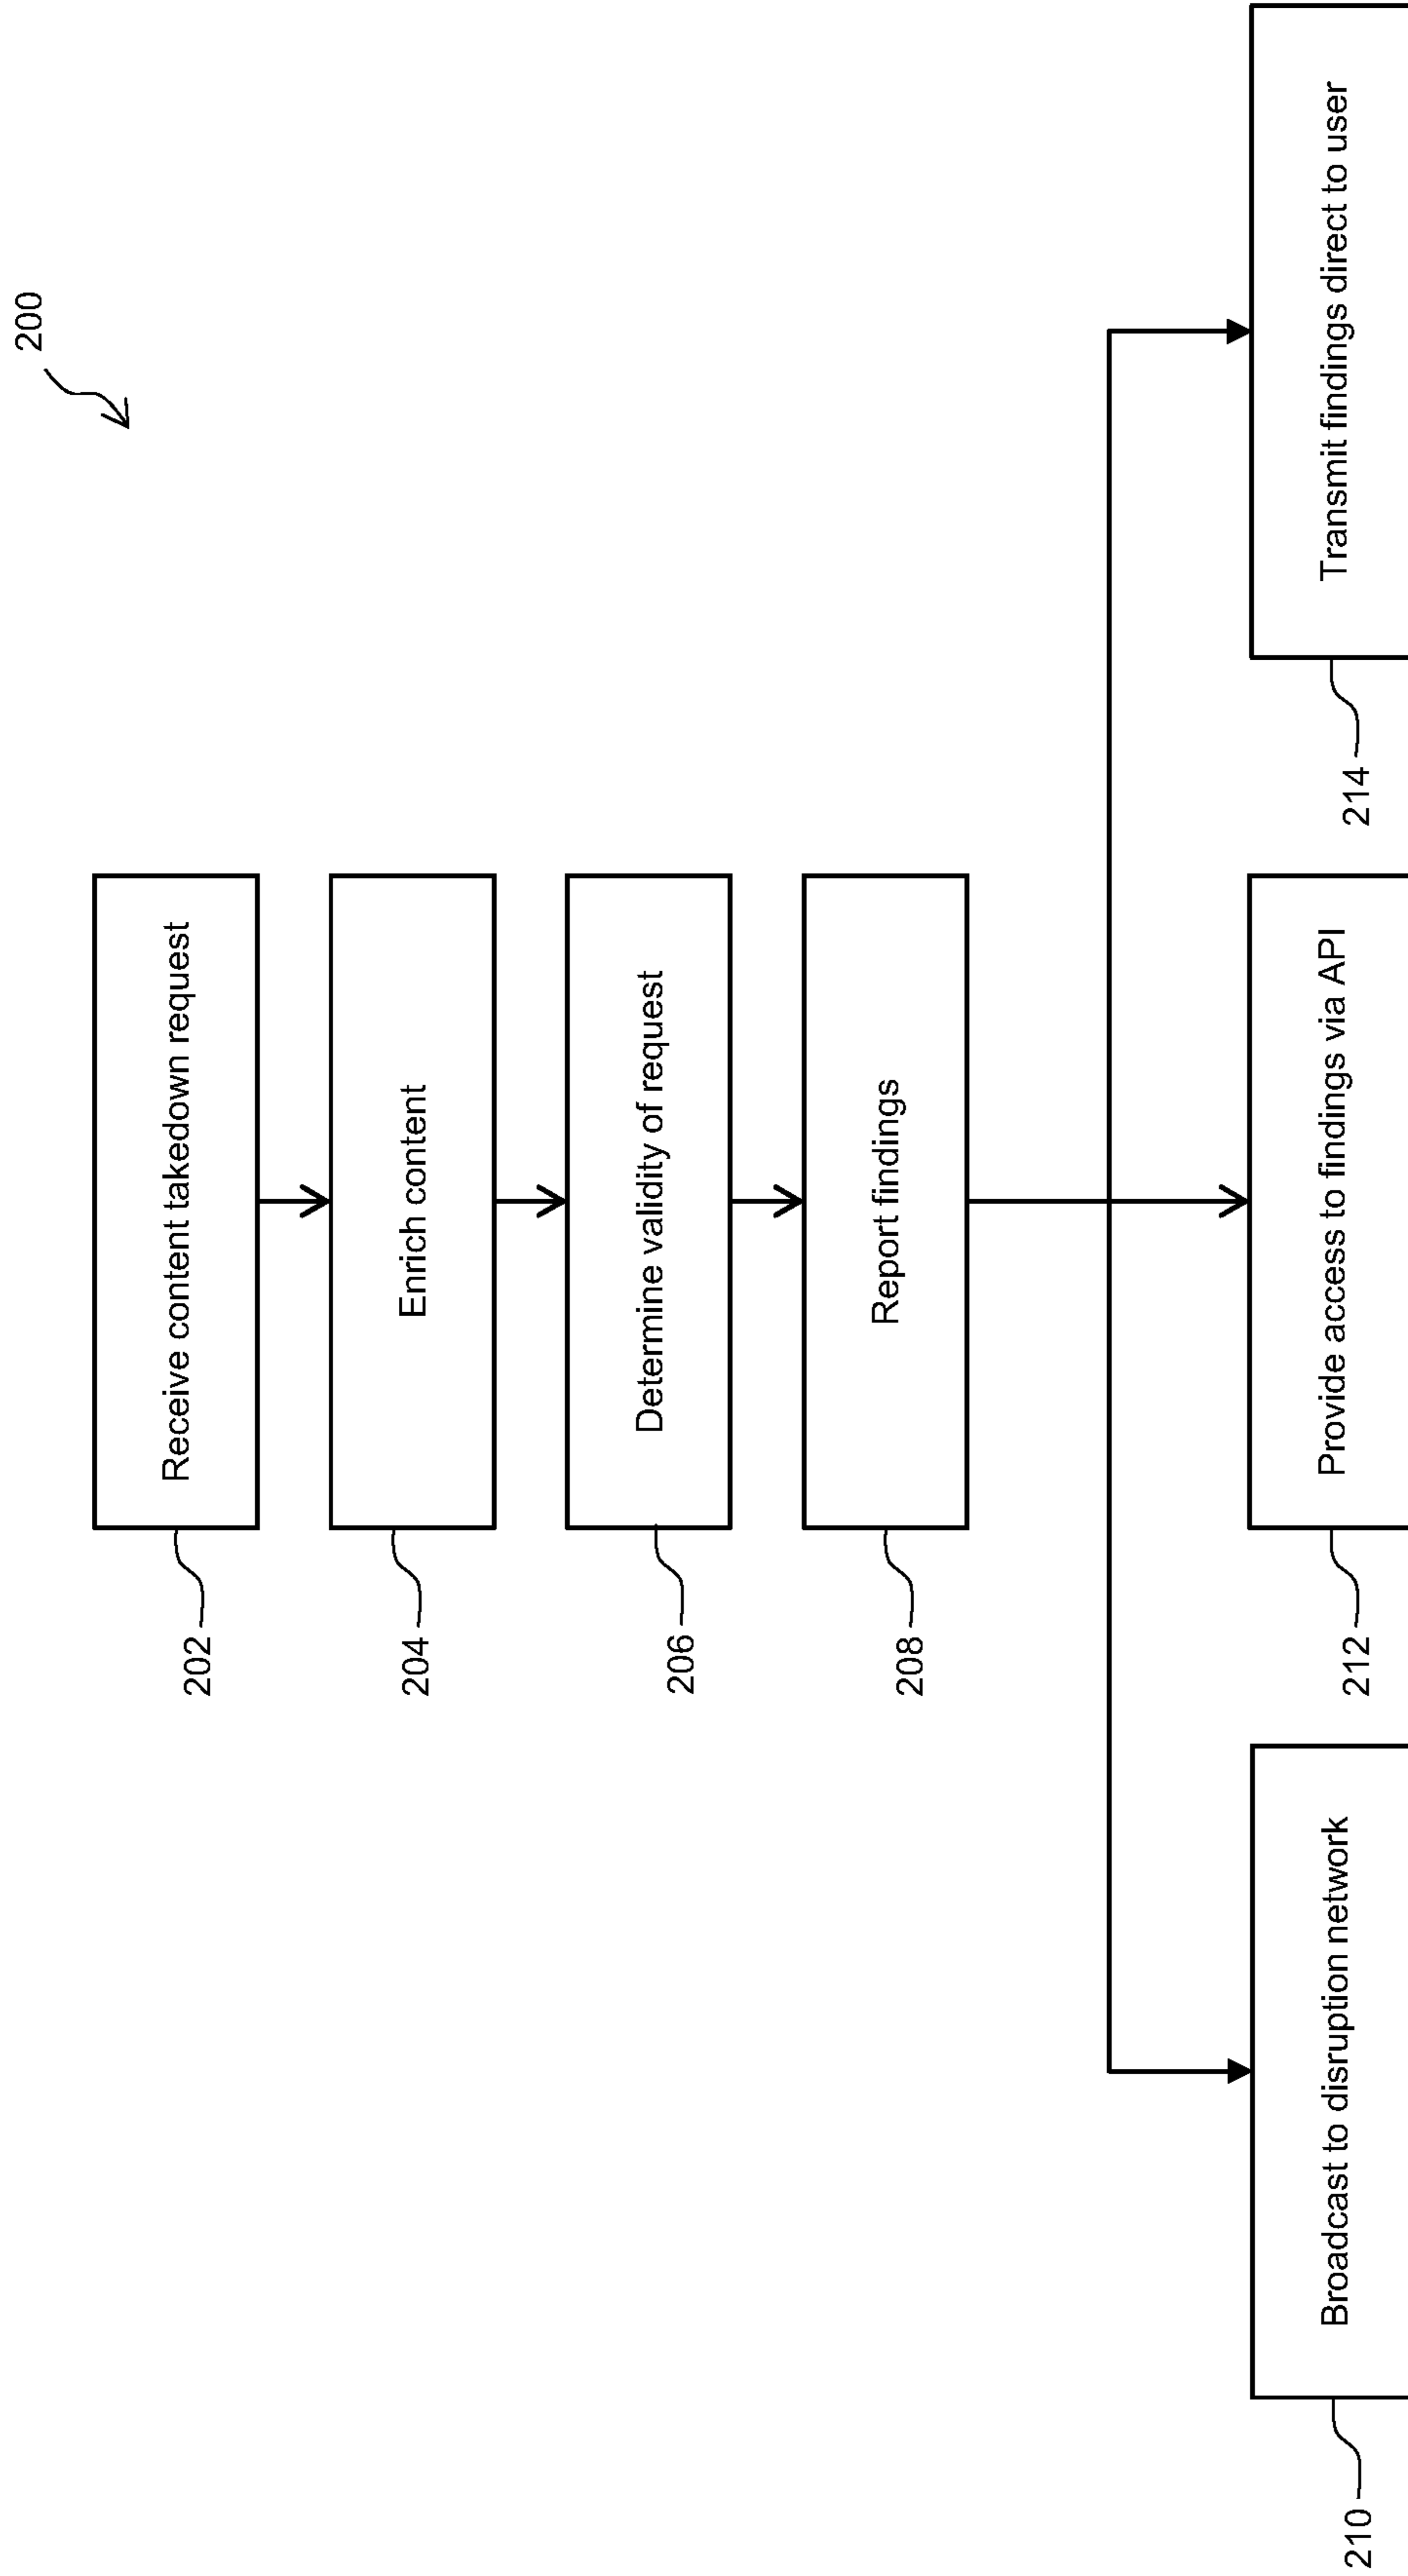 200
202
Receive content takedown request
204
Enrich content
206
Determine validity of request
208
Report findings
210
Broadcast to disruption network
212
Provide access to findings via API
214
Transmit findings direct to user